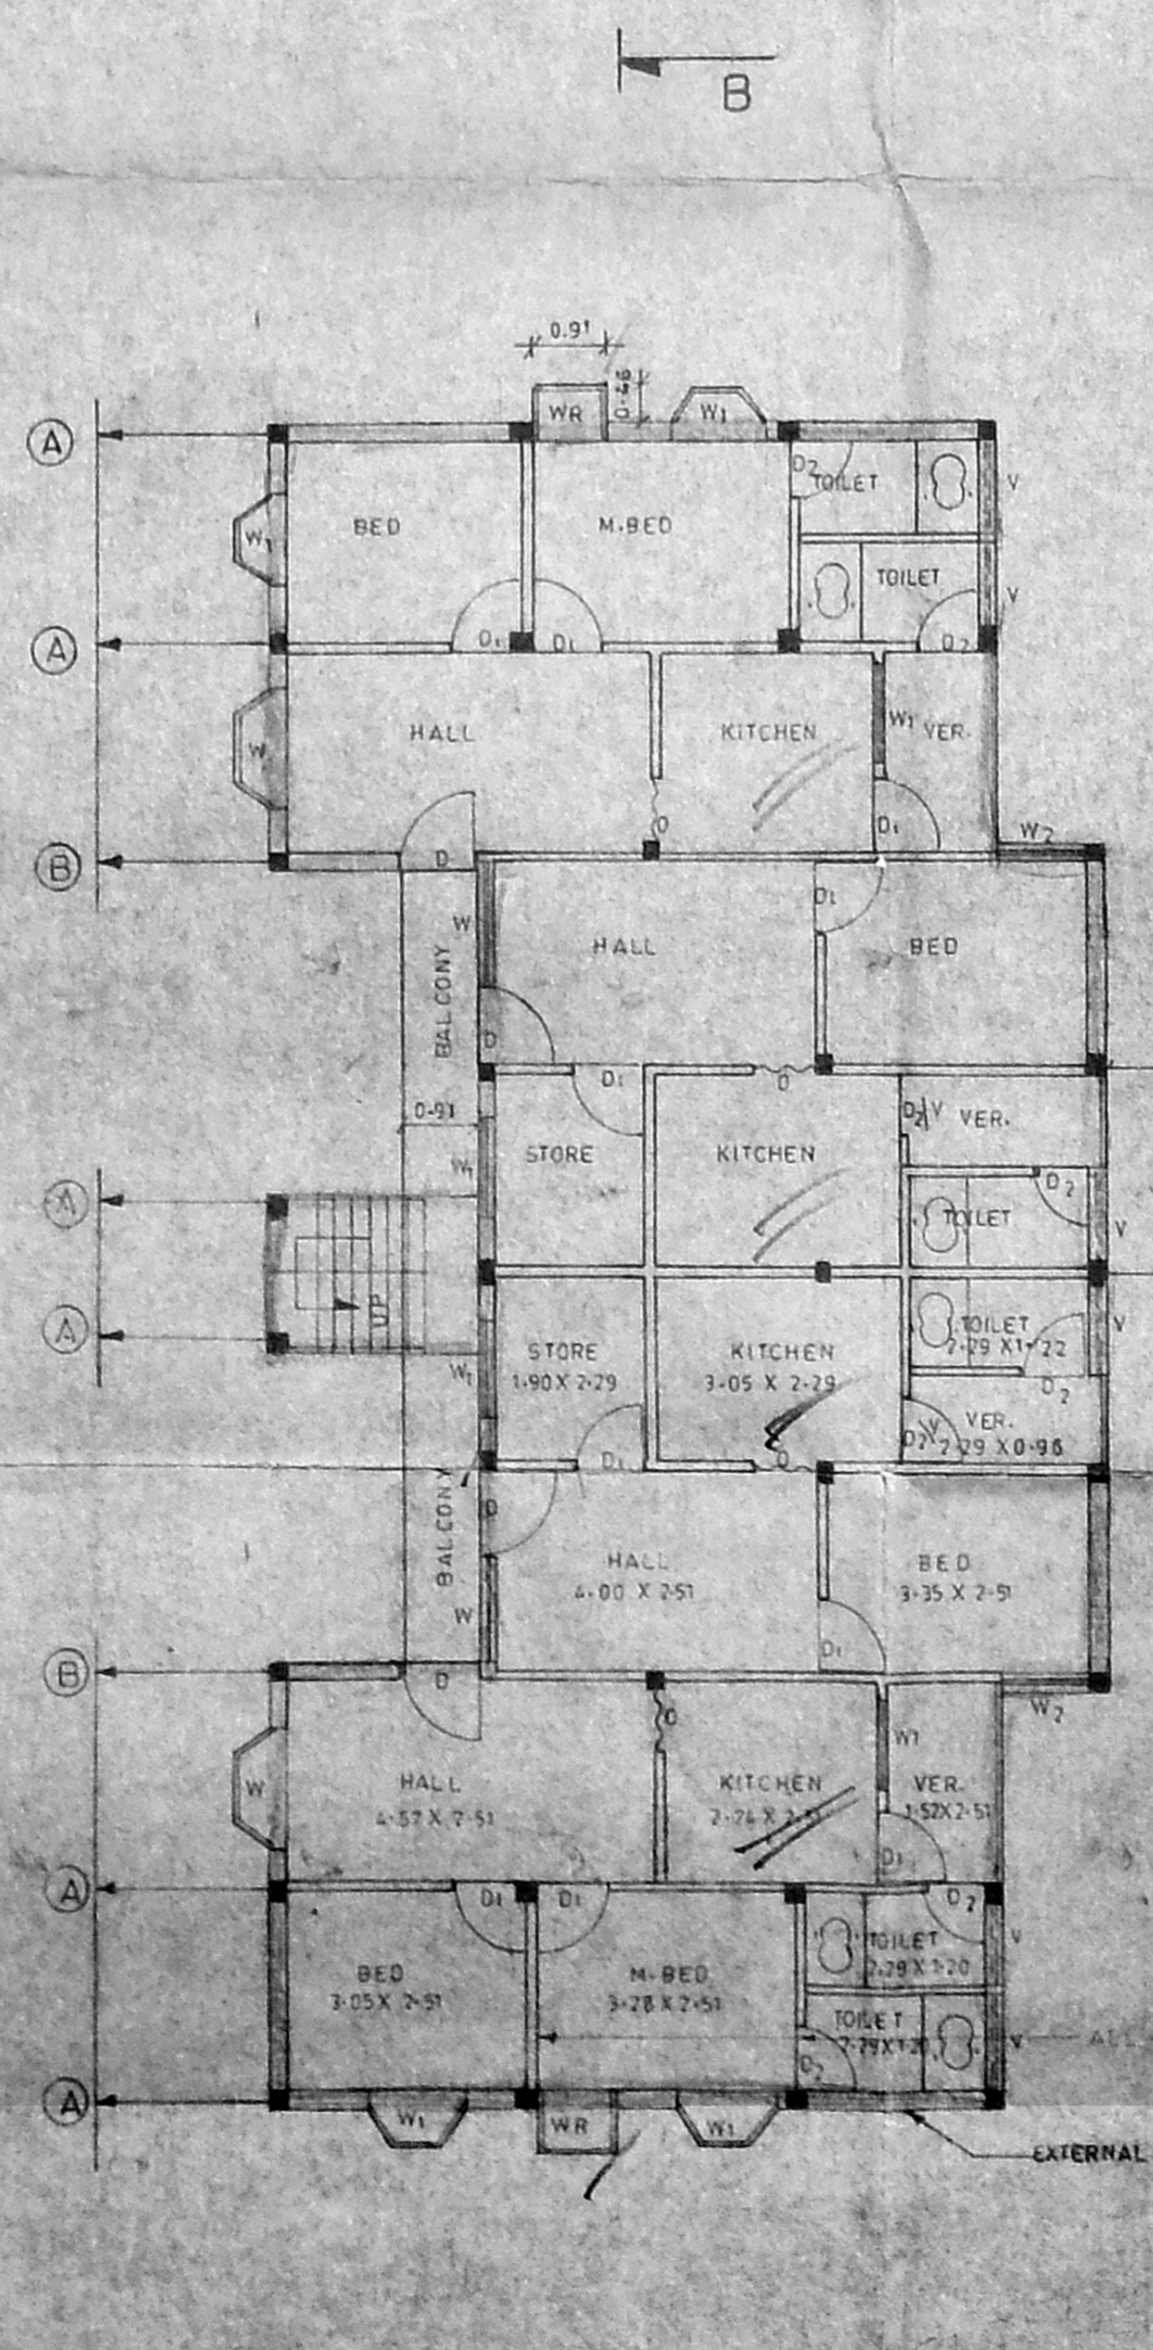 B
0.91
WR
W1
A
D2
TOILET
V
BED
M.BED
W1
TOILET
V
A
D1
D1
D2
HALL
KITCHEN
W1
VER.
W
O
D1
W2
D
B
D1
W
HALL
BED
BALCONY
D
D1
O
0.91
D2/V
VER.
STORE
KITCHEN
W1
D2
A
TOILET
V
UP
A
TOILET
2.29 X 1.22
V
STORE
1.90 X 2.29
KITCHEN
3.05 X 2.29
W1
D2
VER.
2.29 X 0.96
D2/V
D1
O
BALCONY
D
HALL
4.00 X 2.51
BED
3.35 X 2.51
W
D1
B
D
W2
O
W1
HALL
4.57 X 2.51
KITCHEN
VER.
1.52 X 2.51
W
D1
A
D1
D1
D2
TOILET
2.29 X 1.20
V
BED
3.05 X 2.51
M.BED
3.28 X 2.51
TOILET
V
D2
A
W1
WR
W1
EXTERNAL